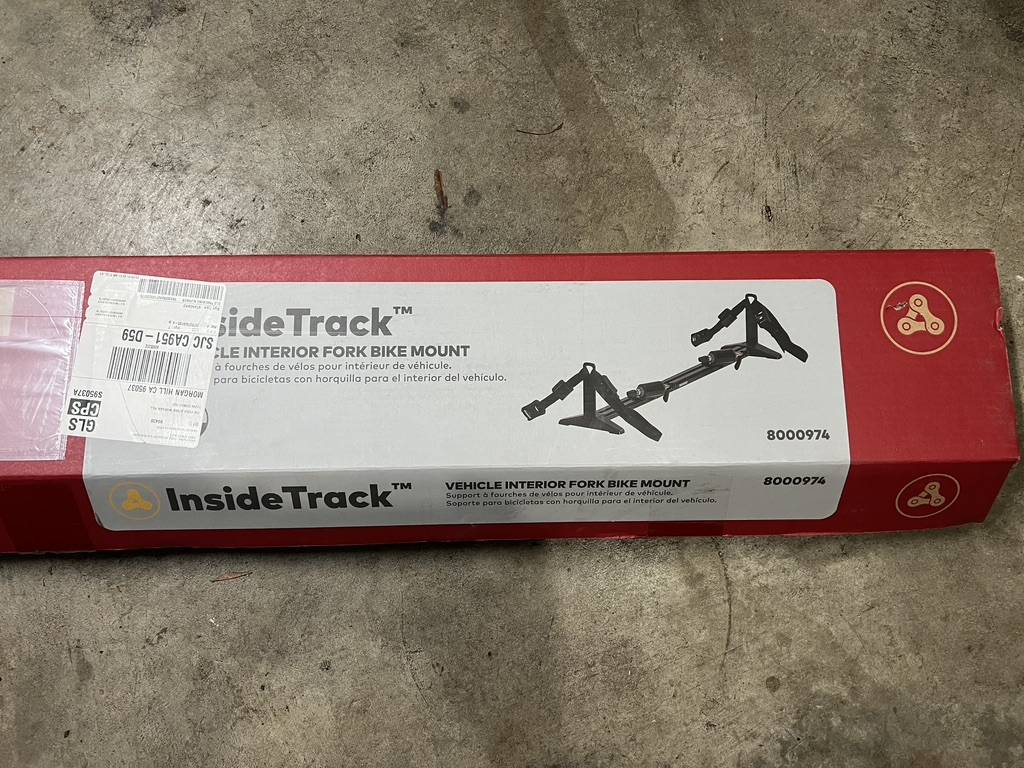 sideTrack™
CLE INTERIOR FORK BIKE MOUNT
à fourches de vélos pour intérieur de véhicule.
para bicicletas con horquilla para el interior del vehículo.
8000974
InsideTrack™
VEHICLE INTERIOR FORK BIKE MOUNT
8000974
Support à fourches de vélos pour intérieur de véhicule.
Soporte para bicicletas con horquilla para el interior del vehículo.
GLS
CPS
S95037A
MORGAN HILL CA 95037
SJC CA951-D59